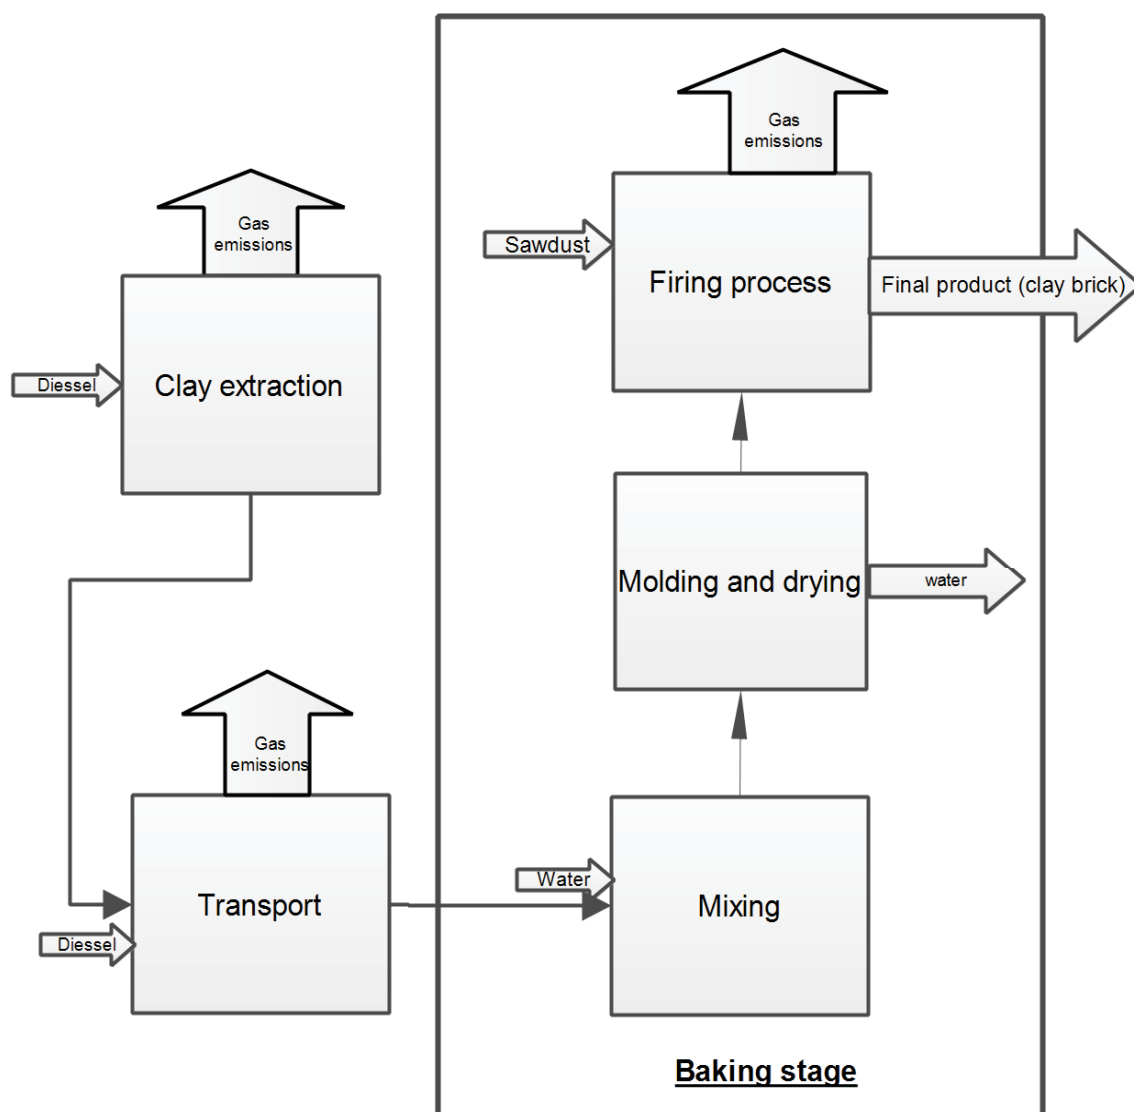 Gas
emissions
Gas
emissions
Sawdust
Firing process
Final product (clay brick)
Diessel
Clay extraction
Molding and drying
water
Gas
emissions
Water
Transport
Mixing
Diessel
Baking stage